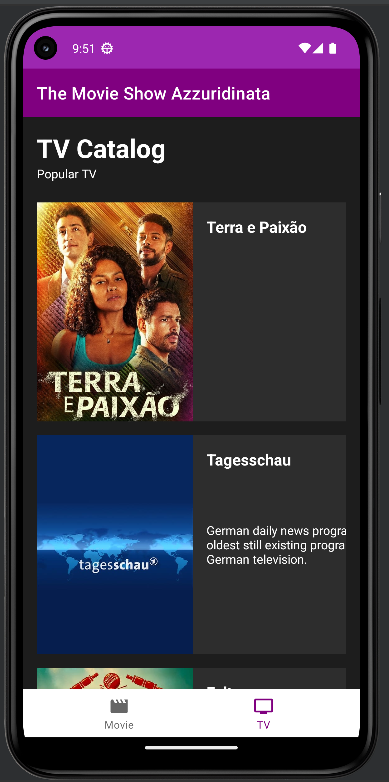 9:51
The Movie Show Azzuridinata
TV Catalog
Popular TV
TERRA
E PAIXÃO
Terra e Paixão
tagesschau
Tagesschau
German daily news progra
oldest still existing progra
German television.
Movie
TV